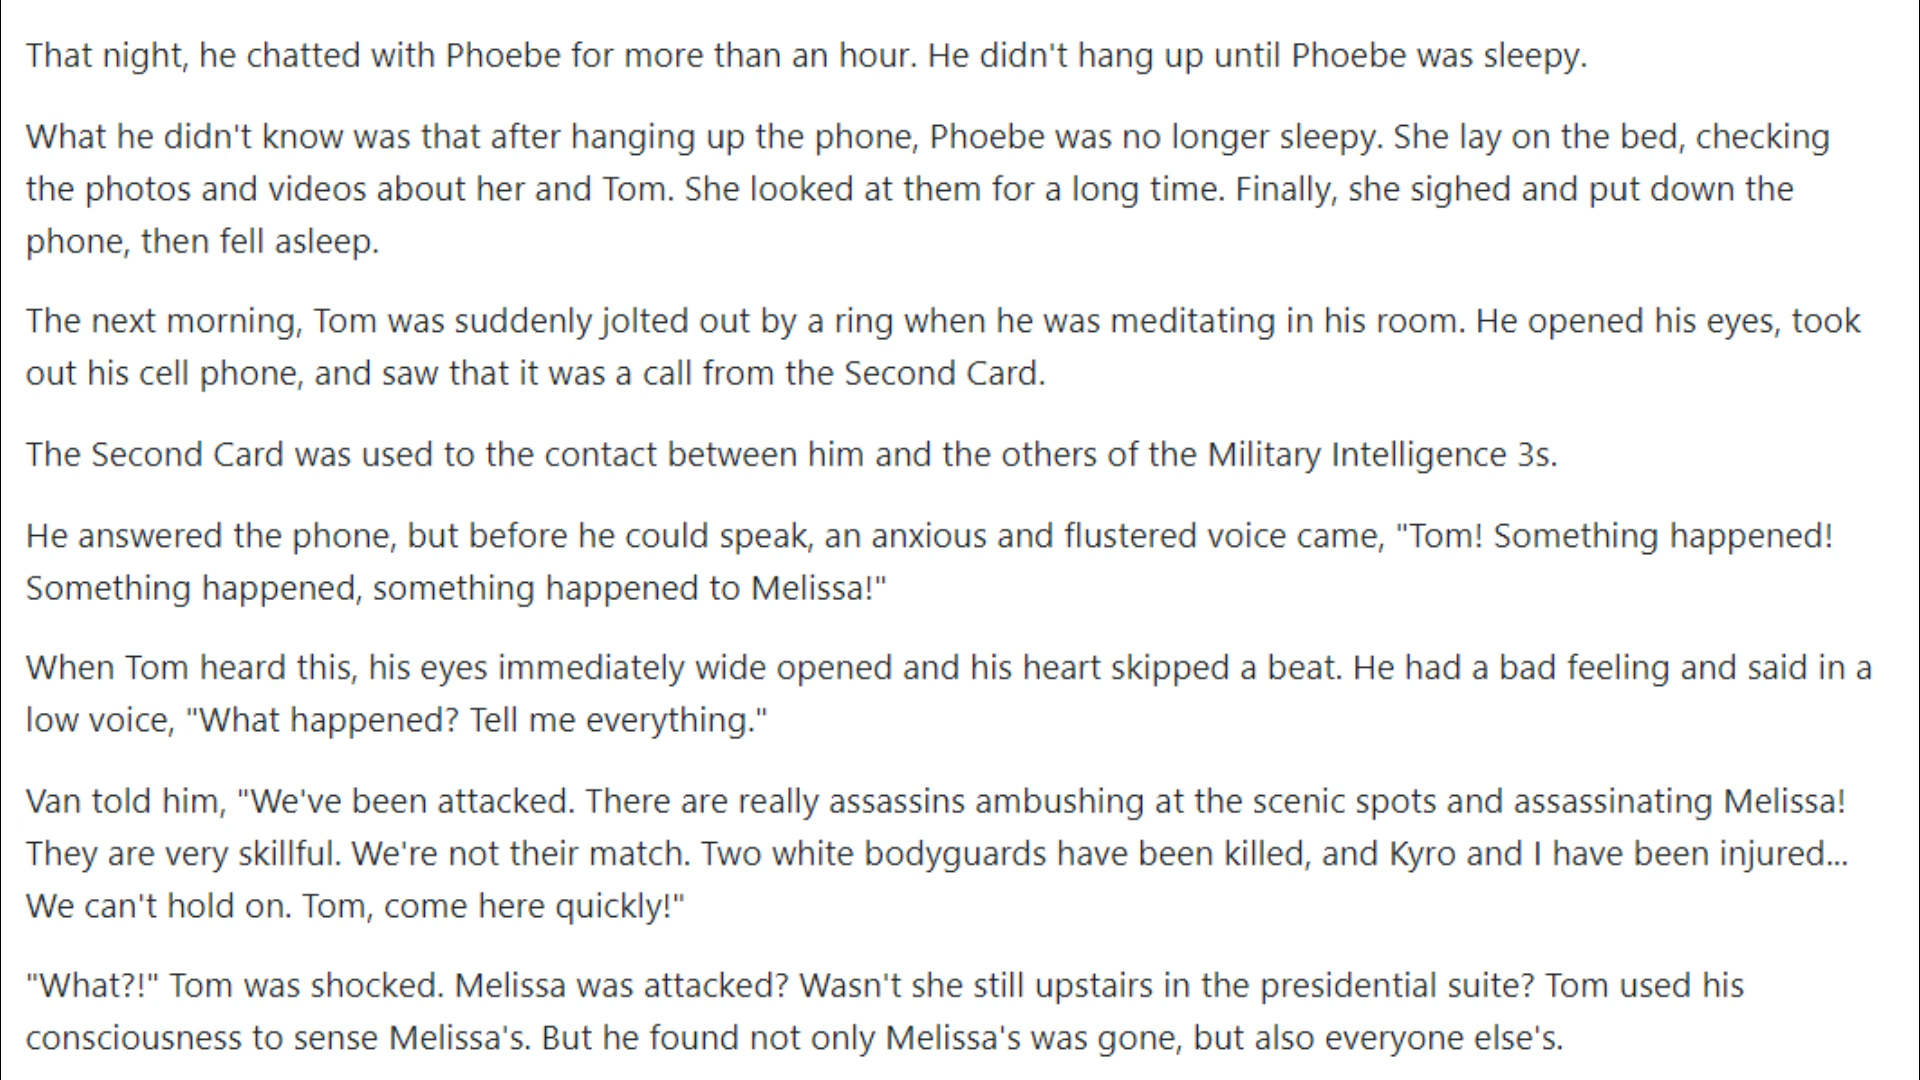 That night, he chatted with Phoebe for more than an hour. He didn't hang up until Phoebe was sleepy.
What he didn't know was that after hanging up the phone, Phoebe was no longer sleepy. She lay on the bed, checking
the photos and videos about her and Tom. She looked at them for a long time. Finally, she sighed and put down the
phone, then fell asleep.
The next morning, Tom was suddenly jolted out by a ring when he was meditating in his room. He opened his eyes, took
out his cell phone, and saw that it was a call from the Second Card.
The Second Card was used to the contact between him and the others of the Military Intelligence 3s.
He answered the phone, but before he could speak, an anxious and flustered voice came, "Tom! Something happened!
Something happened, something happened to Melissa!"
When Tom heard this, his eyes immediately wide opened and his heart skipped a beat. He had a bad feeling and said in a
low voice, "What happened? Tell me everything."
Van told him, "We've been attacked. There are really assassins ambushing at the scenic spots and assassinating Melissa!
They are very skillful. We're not their match. Two white bodyguards have been killed, and Kyro and I have been injured...
We can't hold on. Tom, come here quickly!"
"What?!" Tom was shocked. Melissa was attacked? Wasn't she still upstairs in the presidential suite? Tom used his
consciousness to sense Melissa's. But he found not only Melissa's was gone, but also everyone else's.